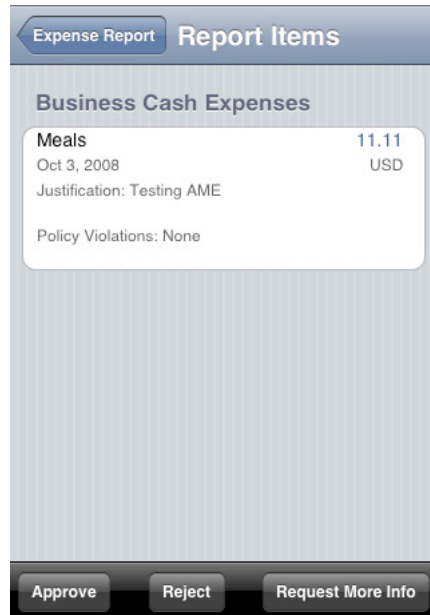 Expense Report Report Items
Business Cash Expenses
Meals 11.11
Oct 3, 2008 USD
Justification: Testing AME
Policy Violations: None
Approve Reject Request More Info